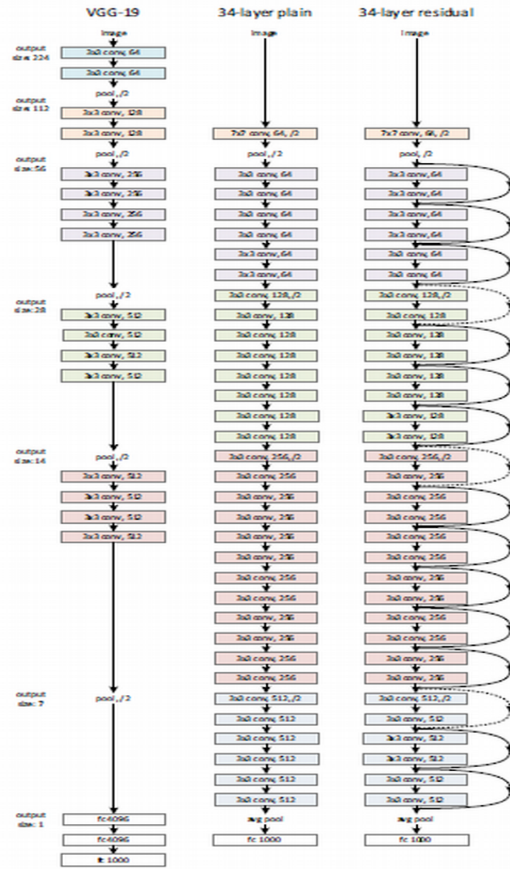 VGG-19
image
output
size: 224
3x3 conv, 64
3x3 conv, 64
output
size: 112
pool, /2
3x3 conv, 128
3x3 conv, 128
pool, /2
output
size: 56
3x3 conv, 256
3x3 conv, 256
3x3 conv, 256
3x3 conv, 256
pool, /2
output
size: 28
3x3 conv, 512
3x3 conv, 512
3x3 conv, 512
3x3 conv, 512
output
size: 14
pool, /2
3x3 conv, 512
3x3 conv, 512
3x3 conv, 512
3x3 conv, 512
output
size: 7
pool, /2
output
size: 1
fc 4096
fc 4096
fc 1000
34-layer plain
image
7x7 conv, 64, /2
pool, /2
3x3 conv, 64
3x3 conv, 64
3x3 conv, 64
3x3 conv, 64
3x3 conv, 64
3x3 conv, 64
3x3 conv, 128, /2
3x3 conv, 128
3x3 conv, 128
3x3 conv, 128
3x3 conv, 128
3x3 conv, 128
3x3 conv, 128
3x3 conv, 128
3x3 conv, 256, /2
3x3 conv, 256
3x3 conv, 256
3x3 conv, 256
3x3 conv, 256
3x3 conv, 256
3x3 conv, 256
3x3 conv, 256
3x3 conv, 256
3x3 conv, 256
3x3 conv, 256
3x3 conv, 256
3x3 conv, 512, /2
3x3 conv, 512
3x3 conv, 512
3x3 conv, 512
3x3 conv, 512
3x3 conv, 512
avg pool
fc 1000
34-layer residual
image
7x7 conv, 64, /2
pool, /2
3x3 conv, 64
3x3 conv, 64
3x3 conv, 64
3x3 conv, 64
3x3 conv, 64
3x3 conv, 64
3x3 conv, 128, /2
3x3 conv, 128
3x3 conv, 128
3x3 conv, 128
3x3 conv, 128
3x3 conv, 128
3x3 conv, 128
3x3 conv, 128
3x3 conv, 256, /2
3x3 conv, 256
3x3 conv, 256
3x3 conv, 256
3x3 conv, 256
3x3 conv, 256
3x3 conv, 256
3x3 conv, 256
3x3 conv, 256
3x3 conv, 256
3x3 conv, 256
3x3 conv, 256
3x3 conv, 512, /2
3x3 conv, 512
3x3 conv, 512
3x3 conv, 512
3x3 conv, 512
3x3 conv, 512
avg pool
fc 1000